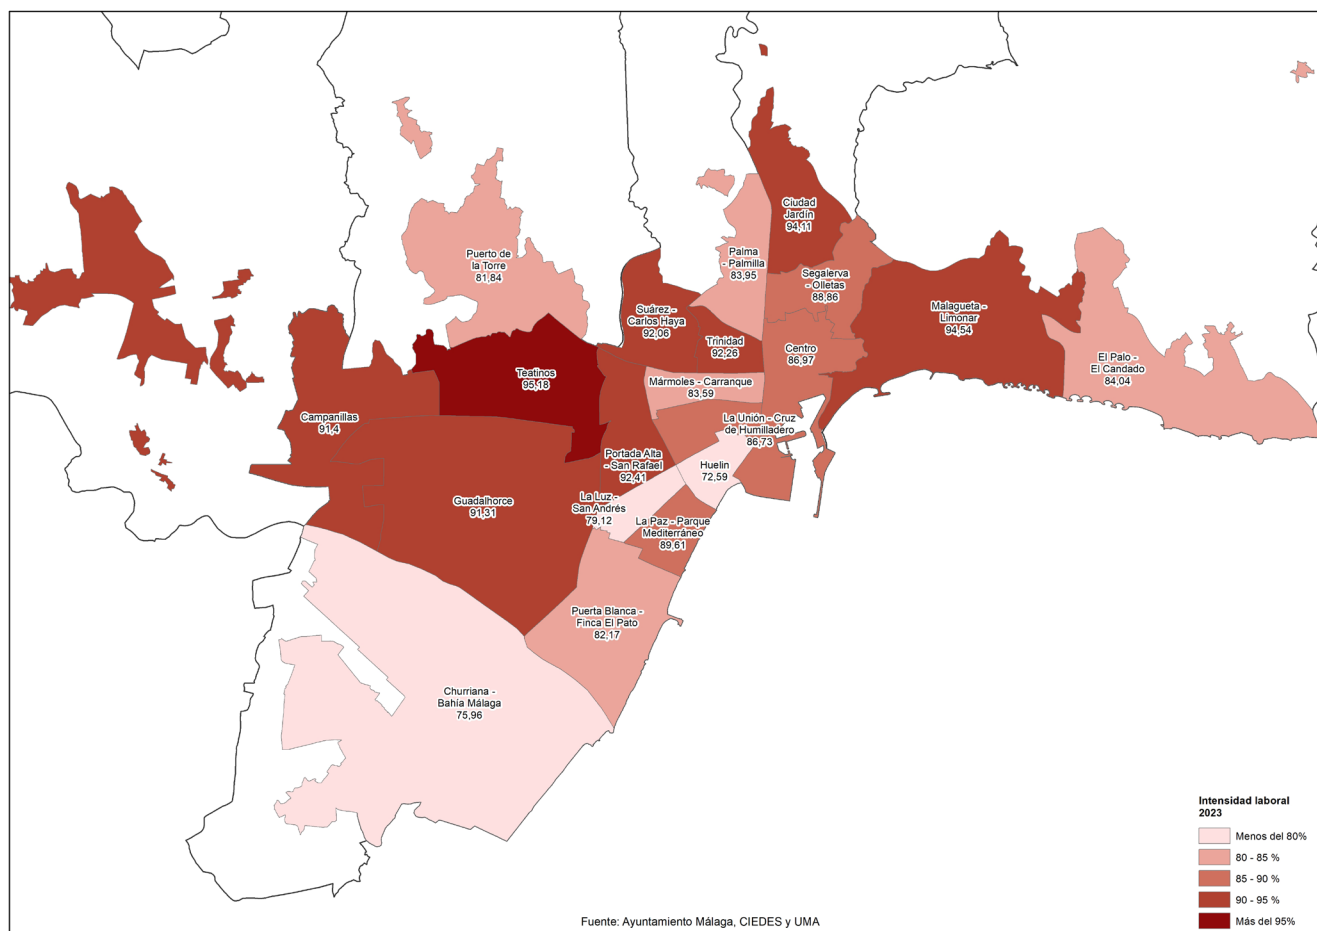 Ciudad
Jardín
94,11
Palma
- Palmilla
83,95
Puerto de
la Torre
81,84
Segalerva
- Olletas
88,86
Suárez -
Carlos Haya
92,06
Malagueta -
Limonar
94,54
Trinidad
92,26
Centro
86,97
El Palo -
El Candado
84,04
Teatinos
95,18
Mármoles - Carranque
83,59
Campanillas
91,4
La Unión - Cruz
de Humilladero
86,73
Portada Alta
- San Rafael
92,41
Huelin
72,59
Guadalhorce
91,31
La Luz -
San Andrés
79,12
La Paz - Parque
Mediterráneo
89,61
Puerta Blanca -
Finca El Pato
82,17
Churriana -
Bahía Málaga
75,96
Intensidad laboral
2023
Menos del 80%
80 - 85 %
85 - 90 %
90 - 95 %
Más del 95%
Fuente: Ayuntamiento Málaga, CIEDES y UMA